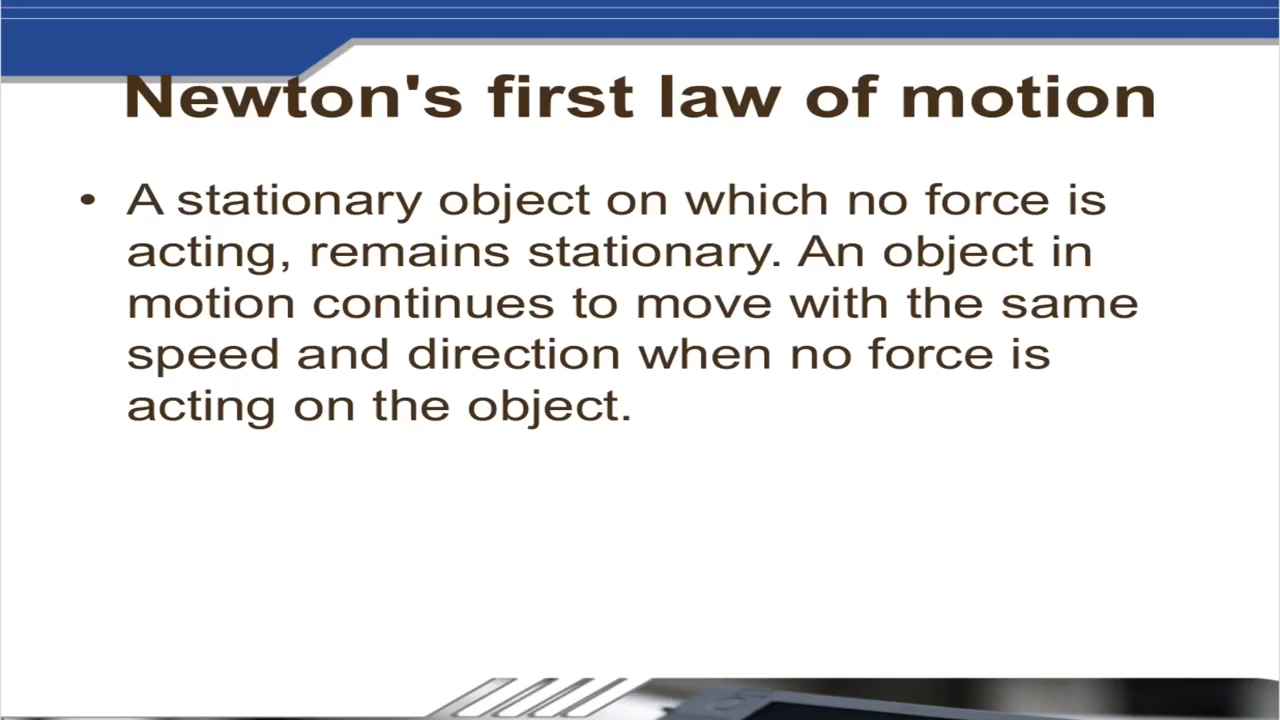 Newton's first law of motion
• A stationary object on which no force is
acting, remains stationary. An object in
motion continues to move with the same
speed and direction when no force is
acting on the object.